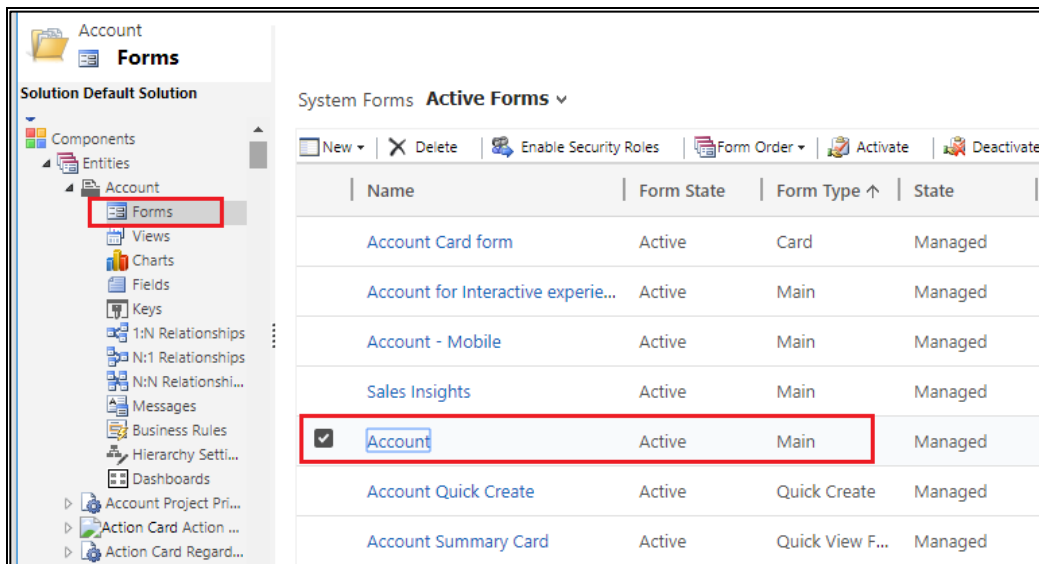 Account
Forms
Solution Default Solution
Components
Entities
Account
Forms
Views
Charts
Fields
Keys
1:N Relationships
N:1 Relationships
N:N Relationshi...
Messages
Business Rules
Hierarchy Setti...
Dashboards
Account Project Pri...
Action Card Action ...
Action Card Regard...
System Forms Active Forms
New Delete Enable Security Roles Form Order Activate Deactivate
Name Form State Form Type ↑ State
Account Card form Active Card Managed
Account for Interactive experie... Active Main Managed
Account - Mobile Active Main Managed
Sales Insights Active Main Managed
Account Active Main Managed
Account Quick Create Active Quick Create Managed
Account Summary Card Active Quick View F... Managed